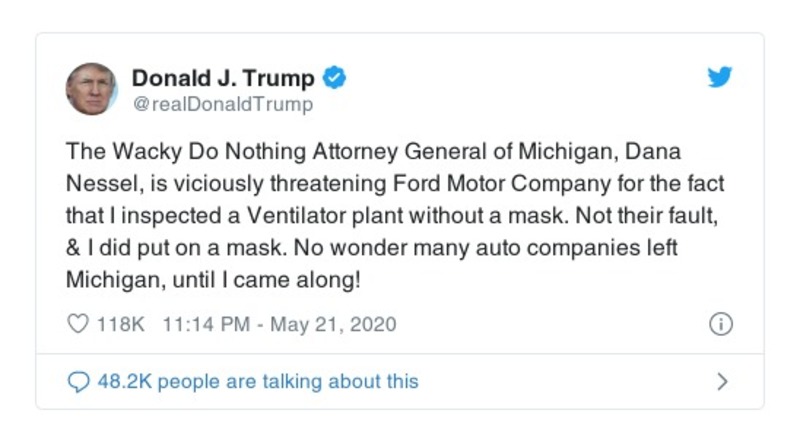 Donald J. Trump
@realDonaldTrump
The Wacky Do Nothing Attorney General of Michigan, Dana
Nessel, is viciously threatening Ford Motor Company for the fact
that I inspected a Ventilator plant without a mask. Not their fault,
& I did put on a mask. No wonder many auto companies left
Michigan, until I came along!
118K 11:14 PM - May 21, 2020
48.2K people are talking about this